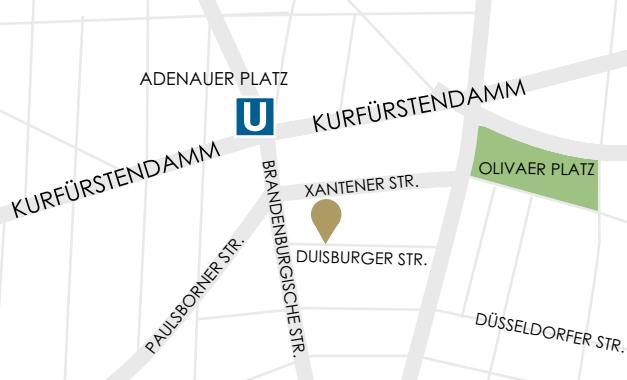 ADENAUER PLATZ
U
KURFÜRSTENDAMM
KURFÜRSTENDAMM
OLIVAER PLATZ
XANTENER STR.
BRANDENBURGISCHE STR.
PAULSBORNER STR.
DUISBURGER STR.
DÜSSELDORFER STR.